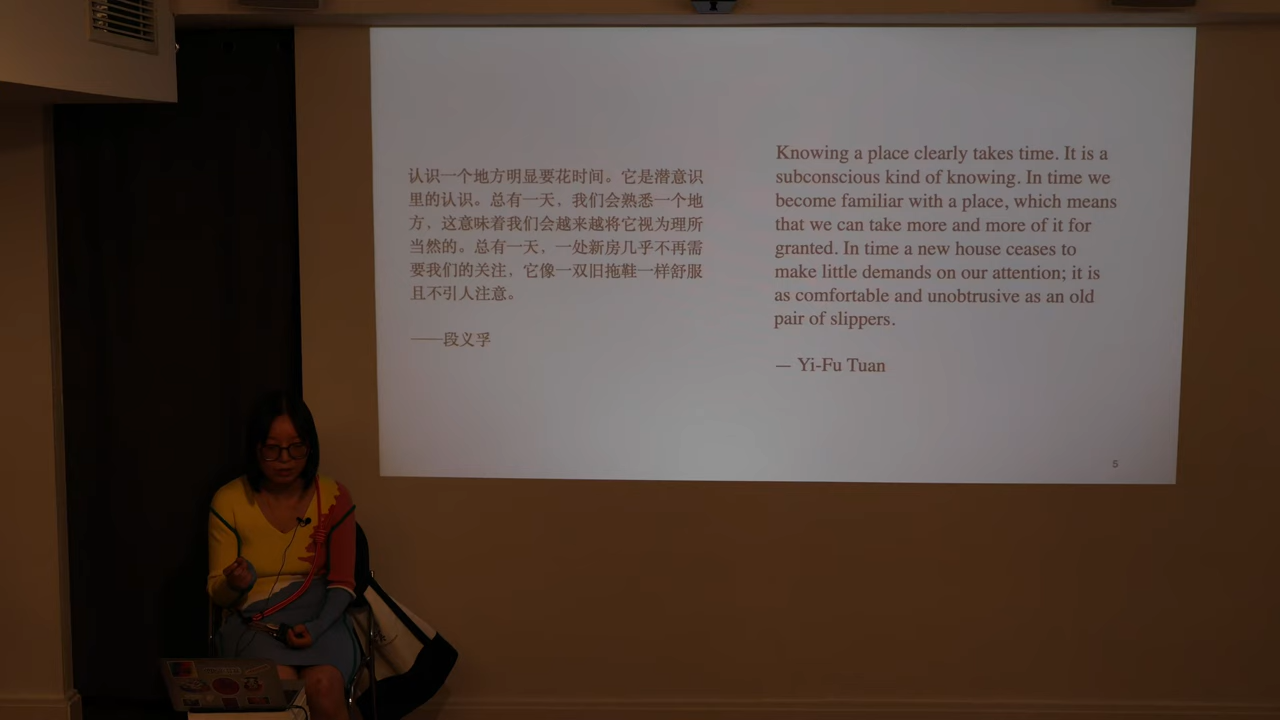 认识一个地方明显要花时间。它是潜意识
里的认识。总有一天，我们会熟悉一个地
方，这意味着我们会越来越将它视为理所
当然的。总有一天，一处新房几乎不再需
要我们的关注，它像一双旧拖鞋一样舒服
且不引人注意。
——段义孚
Knowing a place clearly takes time. It is a
subconscious kind of knowing. In time we
become familiar with a place, which means
that we can take more and more of it for
granted. In time a new house ceases to
make little demands on our attention; it is
as comfortable and unobtrusive as an old
pair of slippers.
— Yi-Fu Tuan
5